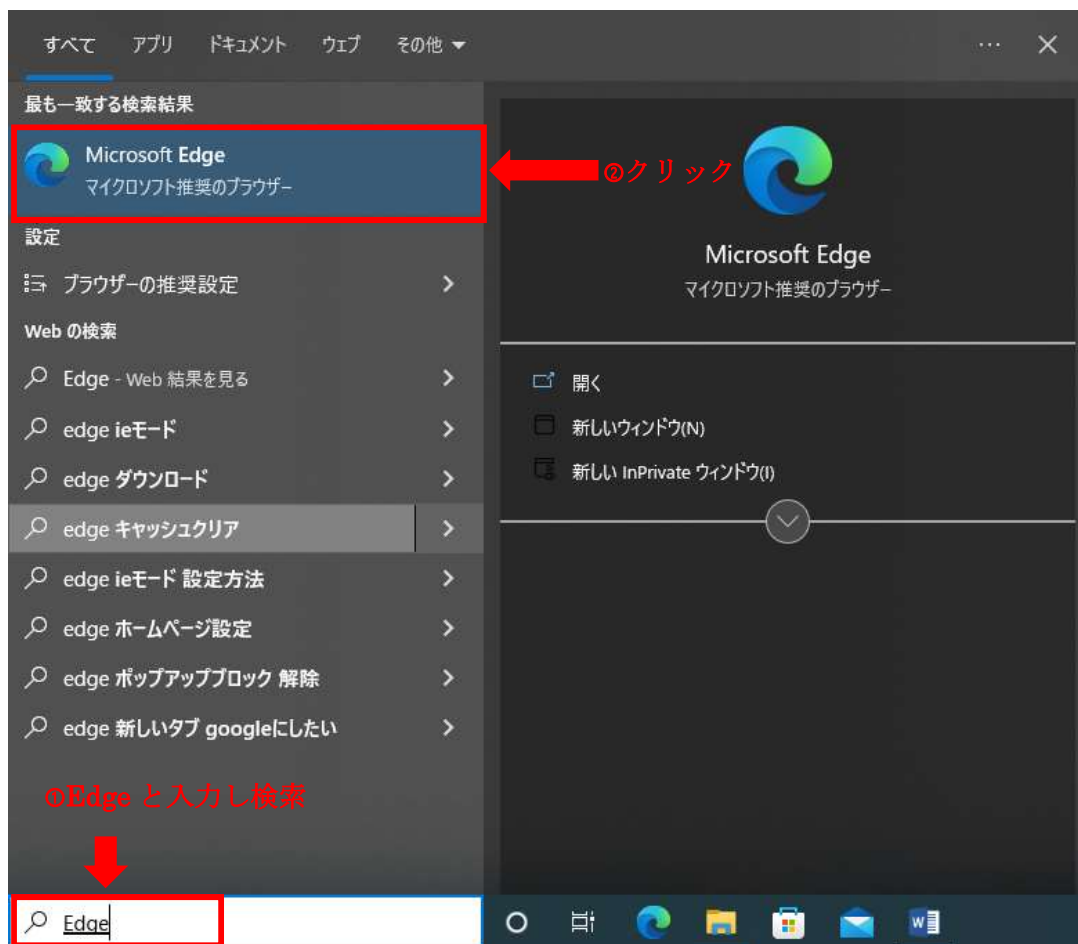 すべて アプリ ドキュメント ウェブ その他 ▼ … ×
最も一致する検索結果
Microsoft Edge
マイクロソフト推奨のブラウザー
②クリック
設定
ブラウザーの推奨設定
Web の検索
Edge - Web 結果を見る
edge ieモード
edge ダウンロード
edge キャッシュクリア
edge ieモード 設定方法
edge ホームページ設定
edge ポップアップブロック 解除
edge 新しいタブ googleにしたい
Microsoft Edge
マイクロソフト推奨のブラウザー
開く
新しいウィンドウ(N)
新しい InPrivate ウィンドウ(I)
①Edge と入力し検索
Edge
W